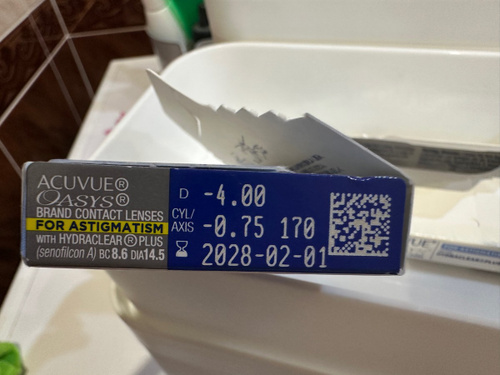 ACUVUE®
OASYS®
BRAND CONTACT LENSES
FOR ASTIGMATISM
WITH HYDRACLEAR® PLUS
(senofilcon A) BC 8.6 DIA 14.5
D -4.00
CYL/
AXIS -0.75 170
2028-02-01